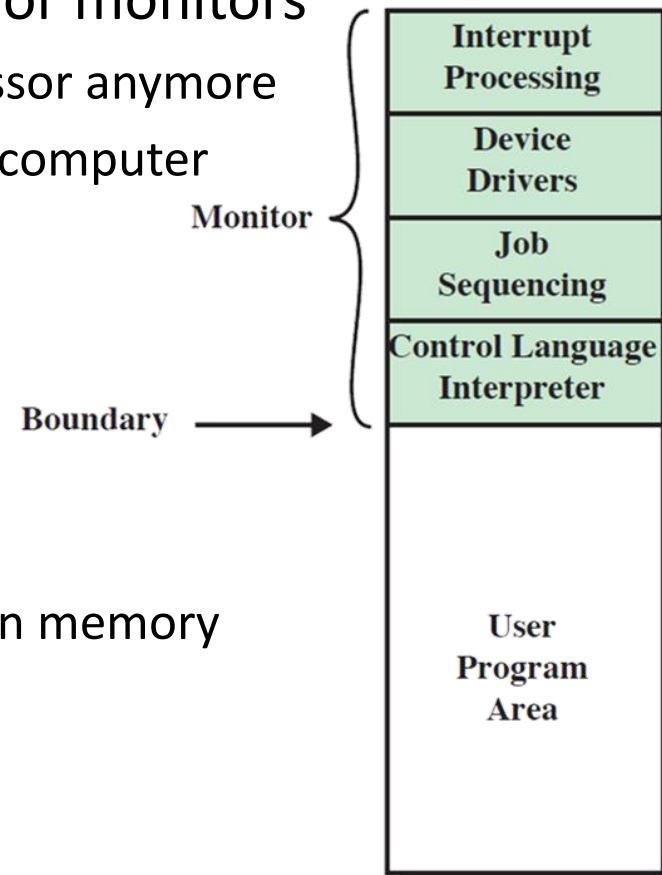 or monitors
ssor anymore
computer
n memory
Monitor
Boundary
Interrupt
Processing
Device
Drivers
Job
Sequencing
Control Language
Interpreter
User
Program
Area